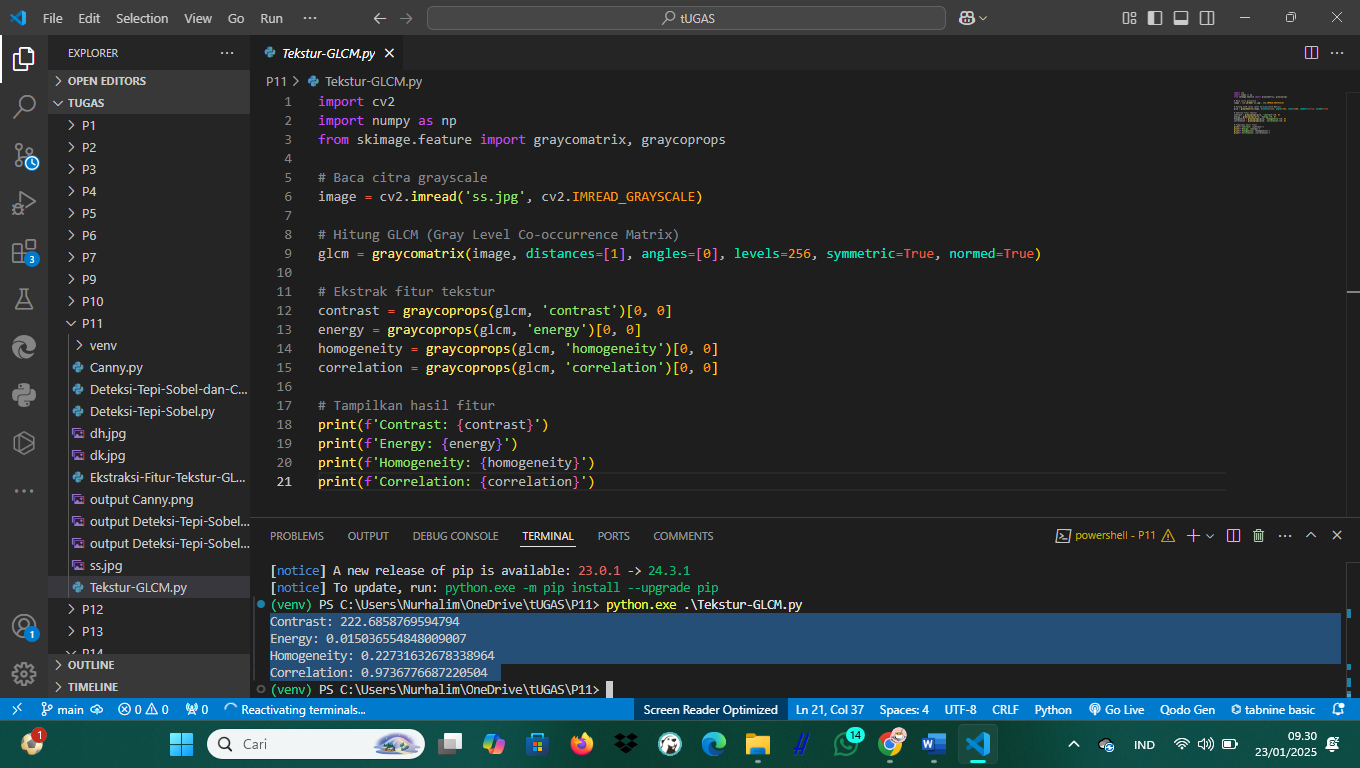 File Edit Selection View Go Run ··· tUGAS
EXPLORER ···
OPEN EDITORS
TUGAS
P1
P2
P3
P4
P5
P6
P7
P9
P10
P11
venv
Canny.py
Deteksi-Tepi-Sobel-dan-C...
Deteksi-Tepi-Sobel.py
dh.jpg
dk.jpg
Ekstraksi-Fitur-Tekstur-GL...
output Canny.png
output Deteksi-Tepi-Sobel...
output Deteksi-Tepi-Sobel...
ss.jpg
Tekstur-GLCM.py
P12
P13
P14
OUTLINE
TIMELINE
3
1
Tekstur-GLCM.py
P11 > Tekstur-GLCM.py
1 import cv2
2 import numpy as np
3 from skimage.feature import graycomatrix, graycoprops
4
5 # Baca citra grayscale
6 image = cv2.imread('ss.jpg', cv2.IMREAD_GRAYSCALE)
7
8 # Hitung GLCM (Gray Level Co-occurrence Matrix)
9 glcm = graycomatrix(image, distances=[1], angles=[0], levels=256, symmetric=True, normed=True)
10
11 # Ekstrak fitur tekstur
12 contrast = graycoprops(glcm, 'contrast')[0, 0]
13 energy = graycoprops(glcm, 'energy')[0, 0]
14 homogeneity = graycoprops(glcm, 'homogeneity')[0, 0]
15 correlation = graycoprops(glcm, 'correlation')[0, 0]
16
17 # Tampilkan hasil fitur
18 print(f'Contrast: {contrast}')
19 print(f'Energy: {energy}')
20 print(f'Homogeneity: {homogeneity}')
21 print(f'Correlation: {correlation}')
PROBLEMS OUTPUT DEBUG CONSOLE TERMINAL PORTS COMMENTS powershell - P11
[notice] A new release of pip is available: 23.0.1 -> 24.3.1
[notice] To update, run: python.exe -m pip install --upgrade pip
(venv) PS C:\Users\Nurhalim\OneDrive\tUGAS\P11> python.exe .\Tekstur-GLCM.py
Contrast: 222.6858769594794
Energy: 0.015036554848009007
Homogeneity: 0.22731632678338964
Correlation: 0.9736776687220504
(venv) PS C:\Users\Nurhalim\OneDrive\tUGAS\P11>
main 0 0 0 Reactivating terminals... Screen Reader Optimized Ln 21, Col 37 Spaces: 4 UTF-8 CRLF Python Go Live Qodo Gen tabnine basic
1 Cari 14 W IND 09.30
23/01/2025